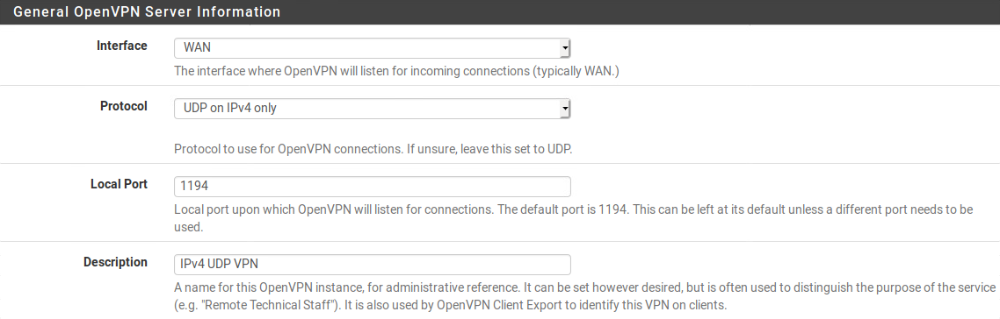 General OpenVPN Server Information
Interface
WAN
The interface where OpenVPN will listen for incoming connections (typically WAN.)
Protocol
UDP on IPv4 only
Protocol to use for OpenVPN connections. If unsure, leave this set to UDP.
Local Port
1194
Local port upon which OpenVPN will listen for connections. The default port is 1194. This can be left at its default unless a different port needs to be
used.
Description
IPv4 UDP VPN
A name for this OpenVPN instance, for administrative reference. It can be set however desired, but is often used to distinguish the purpose of the service
(e.g. "Remote Technical Staff"). It is also used by OpenVPN Client Export to identify this VPN on clients.